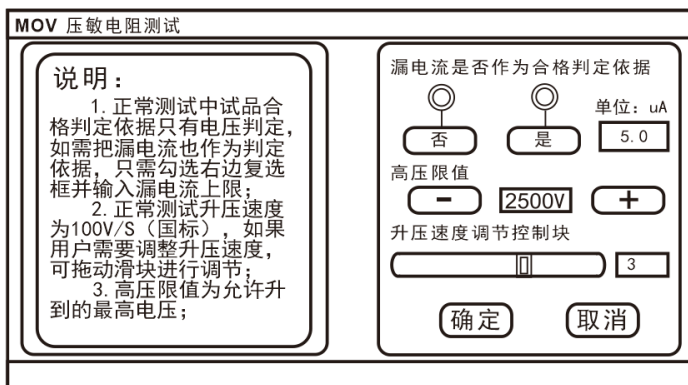 MOV 压敏电阻测试
说明：
1. 正常测试中试品合
格判定依据只有电压判定，
如需把漏电流也作为判定
依据，只需勾选右边复选
框并输入漏电流上限；
2. 正常测试升压速度
为100V/S（国标），如果
用户需要调整升压速度，
可拖动滑块进行调节；
3. 高压限值为允许升
到的最高电压；
漏电流是否作为合格判定依据
单位：uA
否
是
5.0
高压限值
−
2500V
+
升压速度调节控制块
3
确定
取消